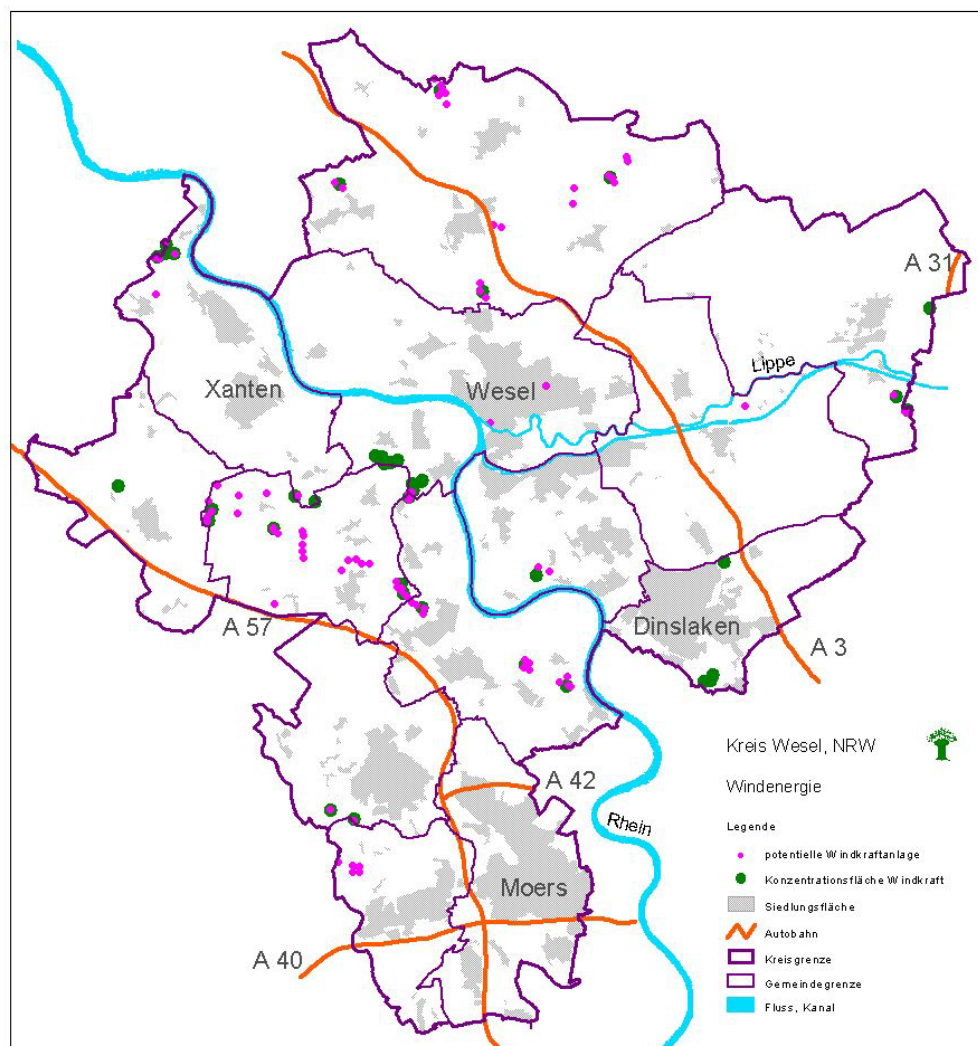 A 31
Lippe
Xanten
Wesel
A 57
Dinslaken
A 3
Kreis Wesel, NRW
A 42
Windenergie
Rhein
Legende
potentielle Windkraftanlage
Moers
Konzentrationsfläche Windkraft
Siedlungsfläche
Autobahn
A 40
Kreisgrenze
Gemeindegrenze
Fluss, Kanal